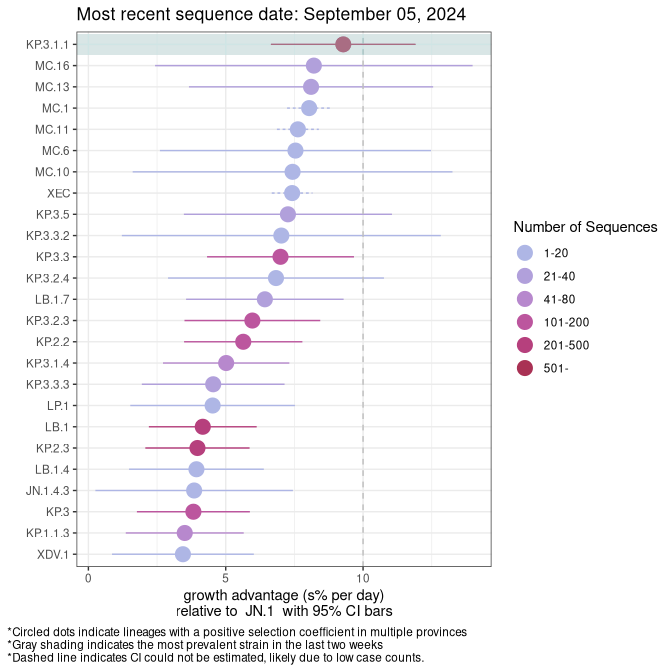 Most recent sequence date: September 05, 2024
KP.3.1.1
MC.16
MC.13
MC.1
MC.11
MC.6
MC.10
XEC
KP.3.5
KP.3.3.2
KP.3.3
KP.3.2.4
LB.1.7
KP.3.2.3
KP.2.2
KP.3.1.4
KP.3.3.3
LP.1
LB.1
KP.2.3
LB.1.4
JN.1.4.3
KP.3
KP.1.1.3
XDV.1
0 5 10
growth advantage (s% per day)
relative to JN.1 with 95% CI bars
Number of Sequences
1-20
21-40
41-80
101-200
201-500
501-
*Circled dots indicate lineages with a positive selection coefficient in multiple provinces
*Gray shading indicates the most prevalent strain in the last two weeks
*Dashed line indicates CI could not be estimated, likely due to low case counts.